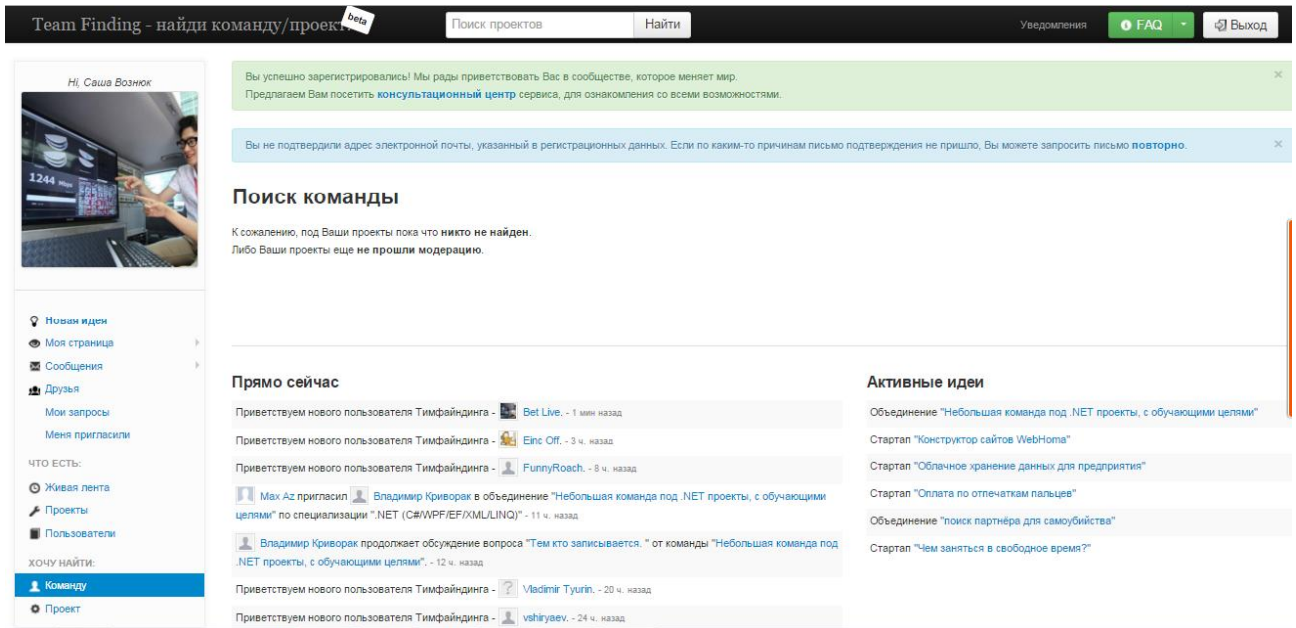 Team Finding - найди команду/проект
beta
Поиск проектов
Найти
Уведомления
FAQ
Выход
Hi, Саша Вознюк
1244
Новая идея
Моя страница
Сообщения
Друзья
Мои запросы
Меня пригласили
ЧТО ЕСТЬ:
Живая лента
Проекты
Пользователи
ХОЧУ НАЙТИ:
Команду
Проект
Вы успешно зарегистрировались! Мы рады приветствовать Вас в сообществе, которое меняет мир.
Предлагаем Вам посетить консультационный центр сервиса, для ознакомления со всеми возможностями.
Вы не подтвердили адрес электронной почты, указанный в регистрационных данных. Если по каким-то причинам письмо подтверждения не пришло, Вы можете запросить письмо повторно.
Поиск команды
К сожалению, под Ваши проекты пока что никто не найден.
Либо Ваши проекты еще не прошли модерацию.
Прямо сейчас
Приветствуем нового пользователя Тимфайндинга - Bet Live. - 1 мин назад
Приветствуем нового пользователя Тимфайндинга - Einc Off. - 3 ч. назад
Приветствуем нового пользователя Тимфайндинга - FunnyRoach. - 8 ч. назад
Max Az пригласил Владимир Криворак в объединение "Небольшая команда под .NET проекты, с обучающими
целями" по специализации ".NET (C#/WPF/EF/XML/LINQ)" - 11 ч. назад
Владимир Криворак продолжает обсуждение вопроса "Тем кто записывается. " от команды "Небольшая команда под
.NET проекты, с обучающими целями". - 12 ч. назад
Приветствуем нового пользователя Тимфайндинга - Vladimir Tyurin. - 20 ч. назад
Приветствуем нового пользователя Тимфайндинга - vshiryaev. - 24 ч. назад
Активные идеи
Объединение "Небольшая команда под .NET проекты, с обучающими целями"
Стартап "Конструктор сайтов WebHoma"
Стартап "Облачное хранение данных для предприятия"
Стартап "Оплата по отпечаткам пальцев"
Объединение "поиск партнёра для самоубийства"
Стартап "Чем заняться в свободное время?"